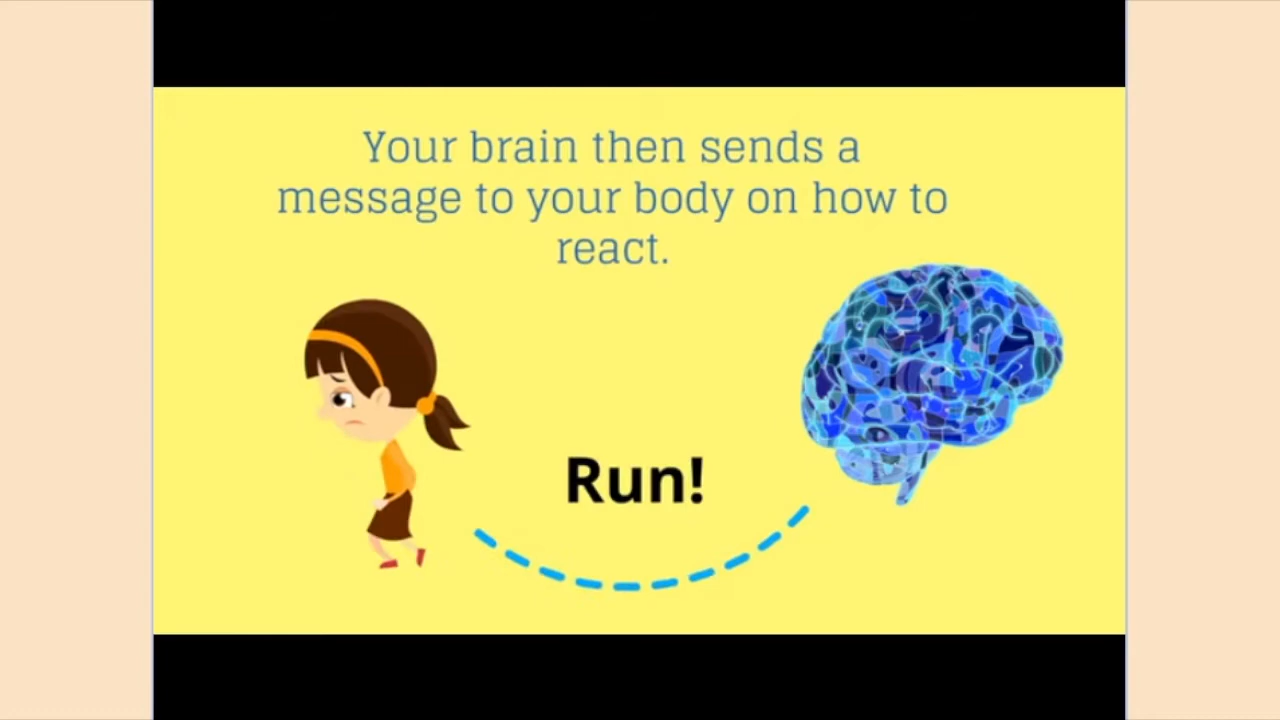 Your brain then sends a
message to your body on how to
react.
Run!